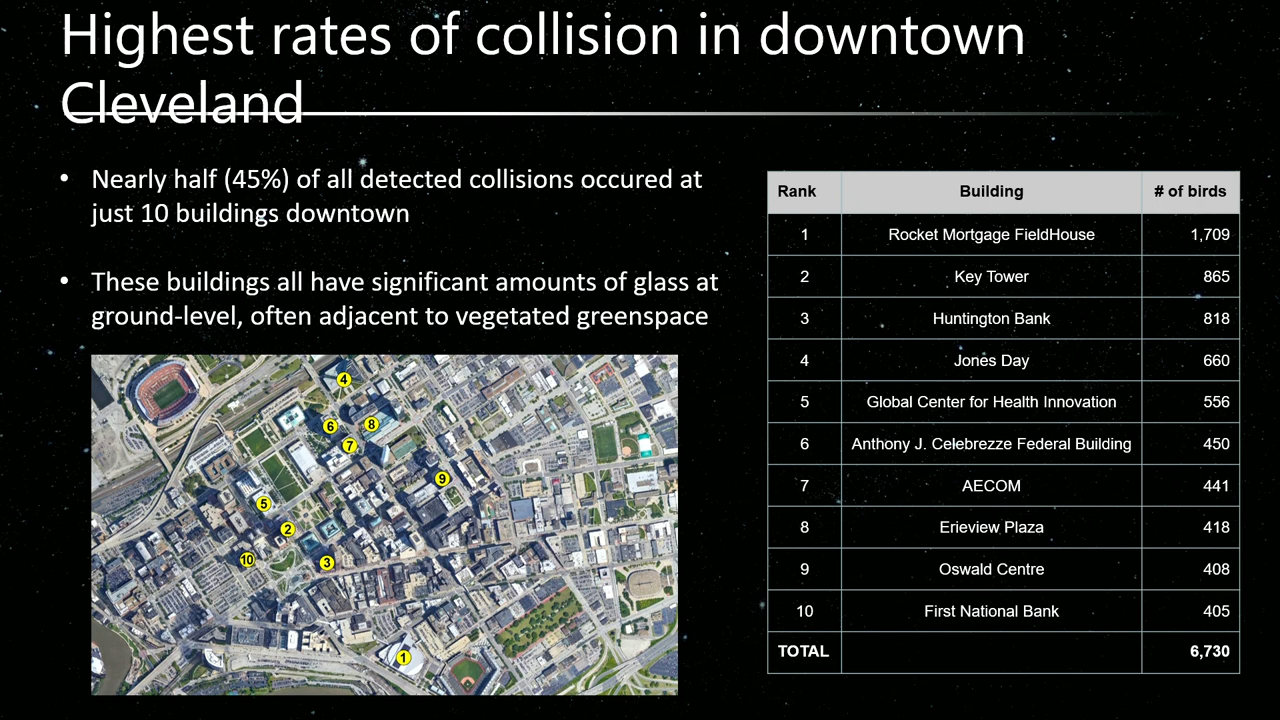 Highest rates of collision in downtown
Cleveland
• Nearly half (45%) of all detected collisions occured at
just 10 buildings downtown
• These buildings all have significant amounts of glass at
ground-level, often adjacent to vegetated greenspace
4
6
8
7
9
5
2
10
3
1
Rank Building # of birds
1 Rocket Mortgage FieldHouse 1,709
2 Key Tower 865
3 Huntington Bank 818
4 Jones Day 660
5 Global Center for Health Innovation 556
6 Anthony J. Celebrezze Federal Building 450
7 AECOM 441
8 Erieview Plaza 418
9 Oswald Centre 408
10 First National Bank 405
TOTAL 6,730